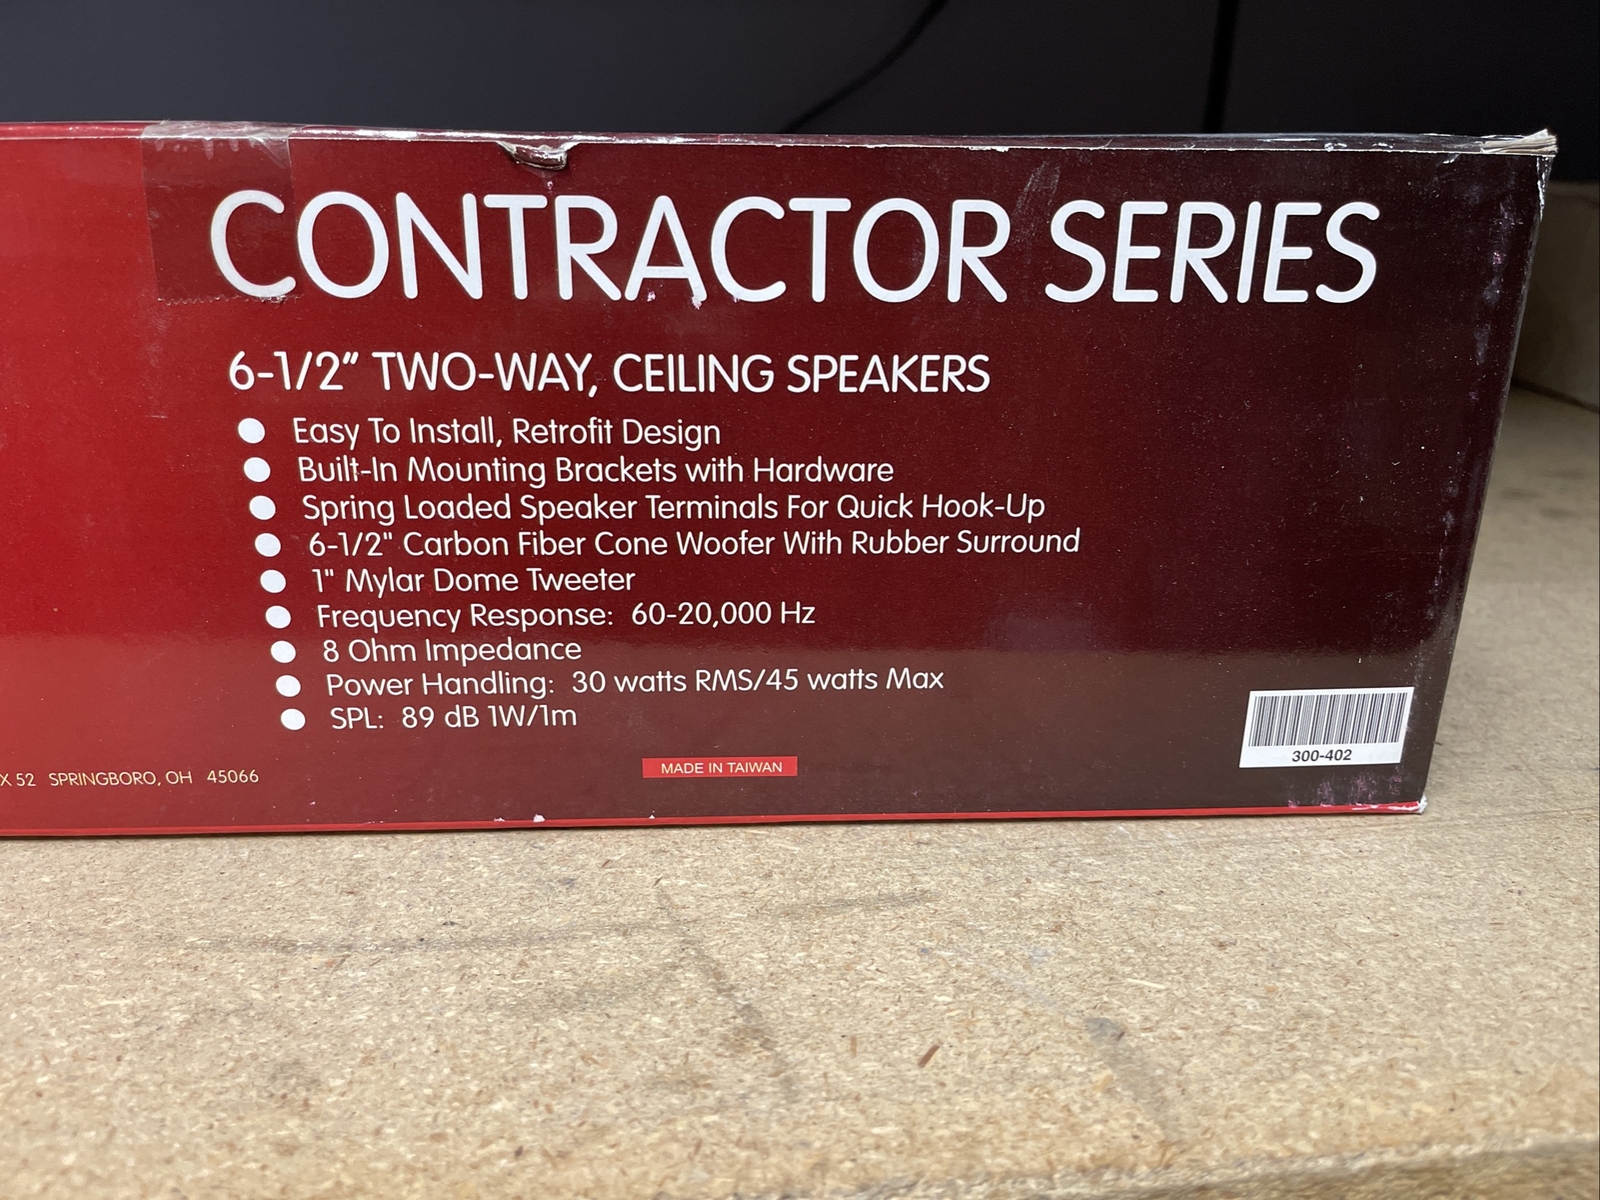 CONTRACTOR SERIES
6-1/2" TWO-WAY, CEILING SPEAKERS
Easy To Install, Retrofit Design
Built-In Mounting Brackets with Hardware
Spring Loaded Speaker Terminals For Quick Hook-Up
6-1/2" Carbon Fiber Cone Woofer With Rubber Surround
1" Mylar Dome Tweeter
Frequency Response: 60-20,000 Hz
8 Ohm Impedance
Power Handling: 30 watts RMS/45 watts Max
SPL: 89 dB 1W/1m
X 52 SPRINGBORO, OH 45066
MADE IN TAIWAN
300-402